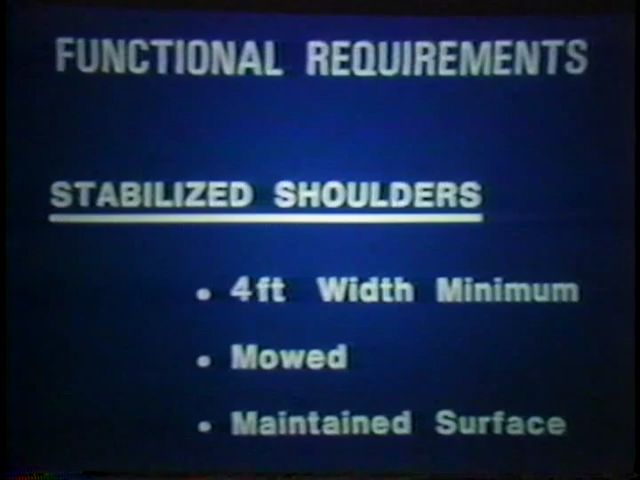 FUNCTIONAL REQUIREMENTS
STABILIZED SHOULDERS
• 4ft Width Minimum
• Mowed
• Maintained Surface